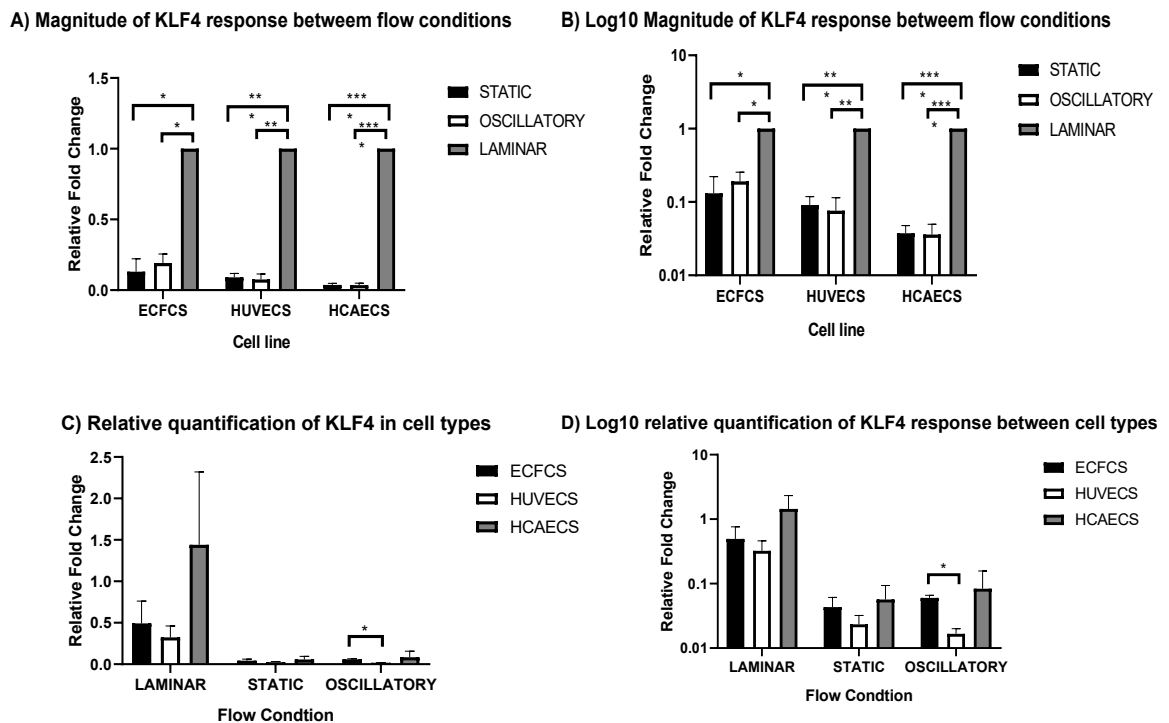 A) Magnitude of KLF4 response betweem flow conditions
1.5
1.0
0.5
0.0
Relative Fold Change
*
*
**
*
**
***
*
***
*
STATIC
OSCILLATORY
LAMINAR
ECFCS
HUVECS
HCAECS
Cell line
B) Log10 Magnitude of KLF4 response betweem flow conditions
10
1
0.1
0.01
Relative Fold Change
*
*
**
*
**
***
*
***
*
STATIC
OSCILLATORY
LAMINAR
ECFCS
HUVECS
HCAECS
Cell line
C) Relative quantification of KLF4 in cell types
2.5
2.0
1.5
1.0
0.5
0.0
Relative Fold Change
*
ECFCS
HUVECS
HCAECS
LAMINAR
STATIC
OSCILLATORY
Flow Condtion
D) Log10 relative quantification of KLF4 response between cell types
10
1
0.1
0.01
Relative Fold Change
*
ECFCS
HUVECS
HCAECS
LAMINAR
STATIC
OSCILLATORY
Flow Condtion